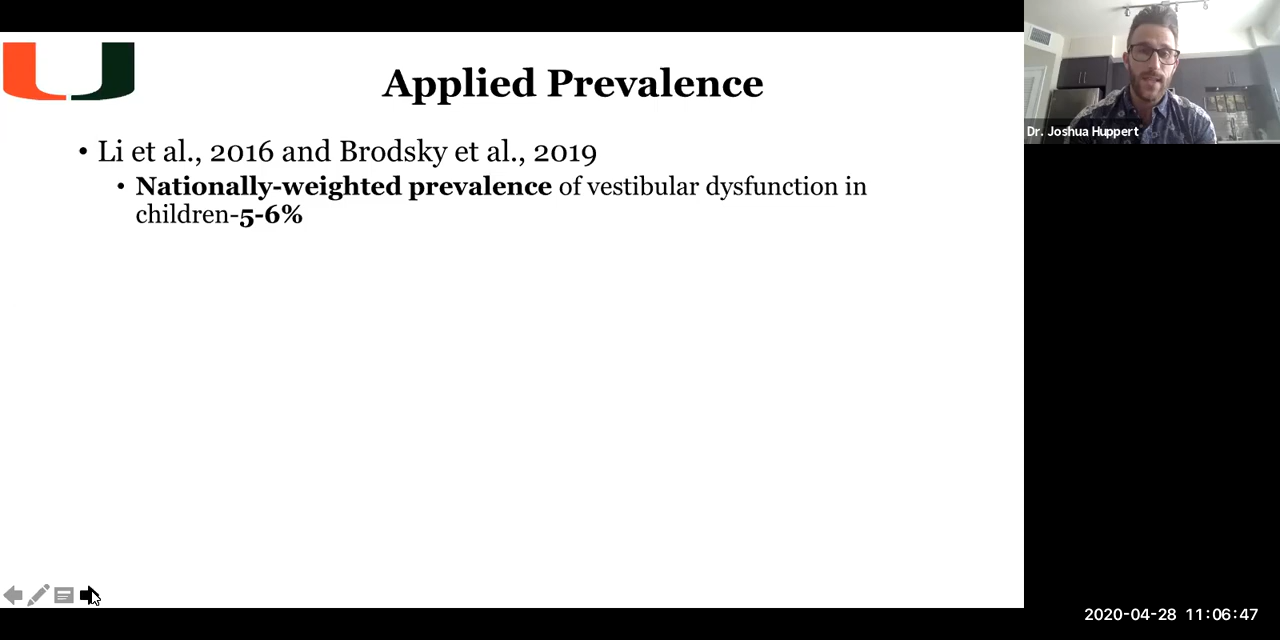 Applied Prevalence
• Li et al., 2016 and Brodsky et al., 2019
• Nationally-weighted prevalence of vestibular dysfunction in
children-5-6%
Dr. Joshua Huppert
2020-04-28 11:06:47